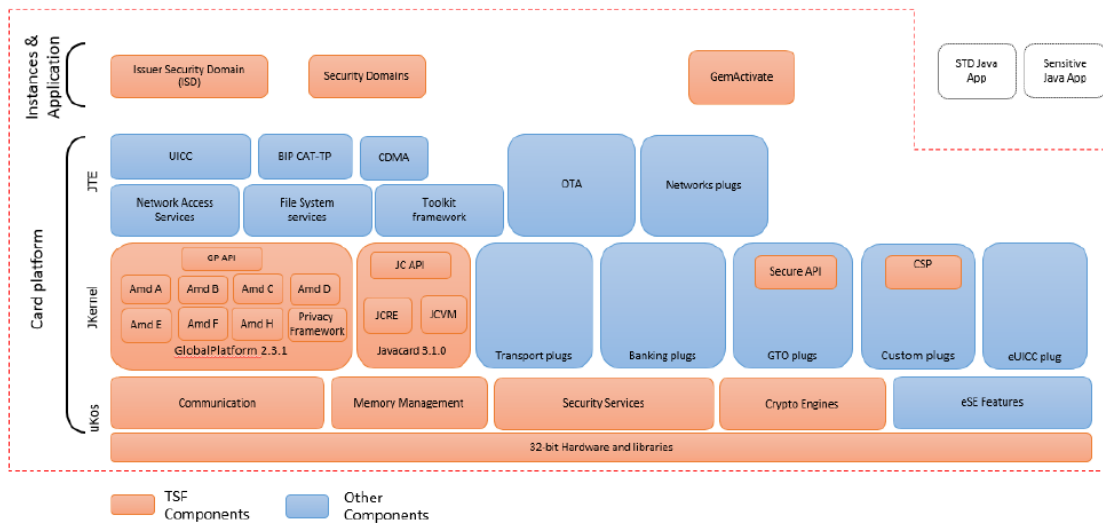 Instances &
Application
Issuer Security Domain
(ISD)
Security Domains
GemActivate
STD Java
App
Sensitive
Java App
Card platform
JTE
UICC
BIP CAT-TP
CDMA
OTA
Networks plugs
Network Access
Services
File System
services
Toolkit
framework
JKernel
GP API
Amd A
Amd B
Amd C
Amd D
Amd E
Amd F
Amd H
Privacy
Framework
GlobalPlatform 2.3.1
JC API
JCRE
JCVM
Javacard 3.1.0
Transport plugs
Banking plugs
Secure API
GTO plugs
CSP
Custom plugs
eUICC plug
uKos
Communication
Memory Management
Security Services
Crypto Engines
eSE Features
32-bit Hardware and libraries
TSF
Components
Other
Components